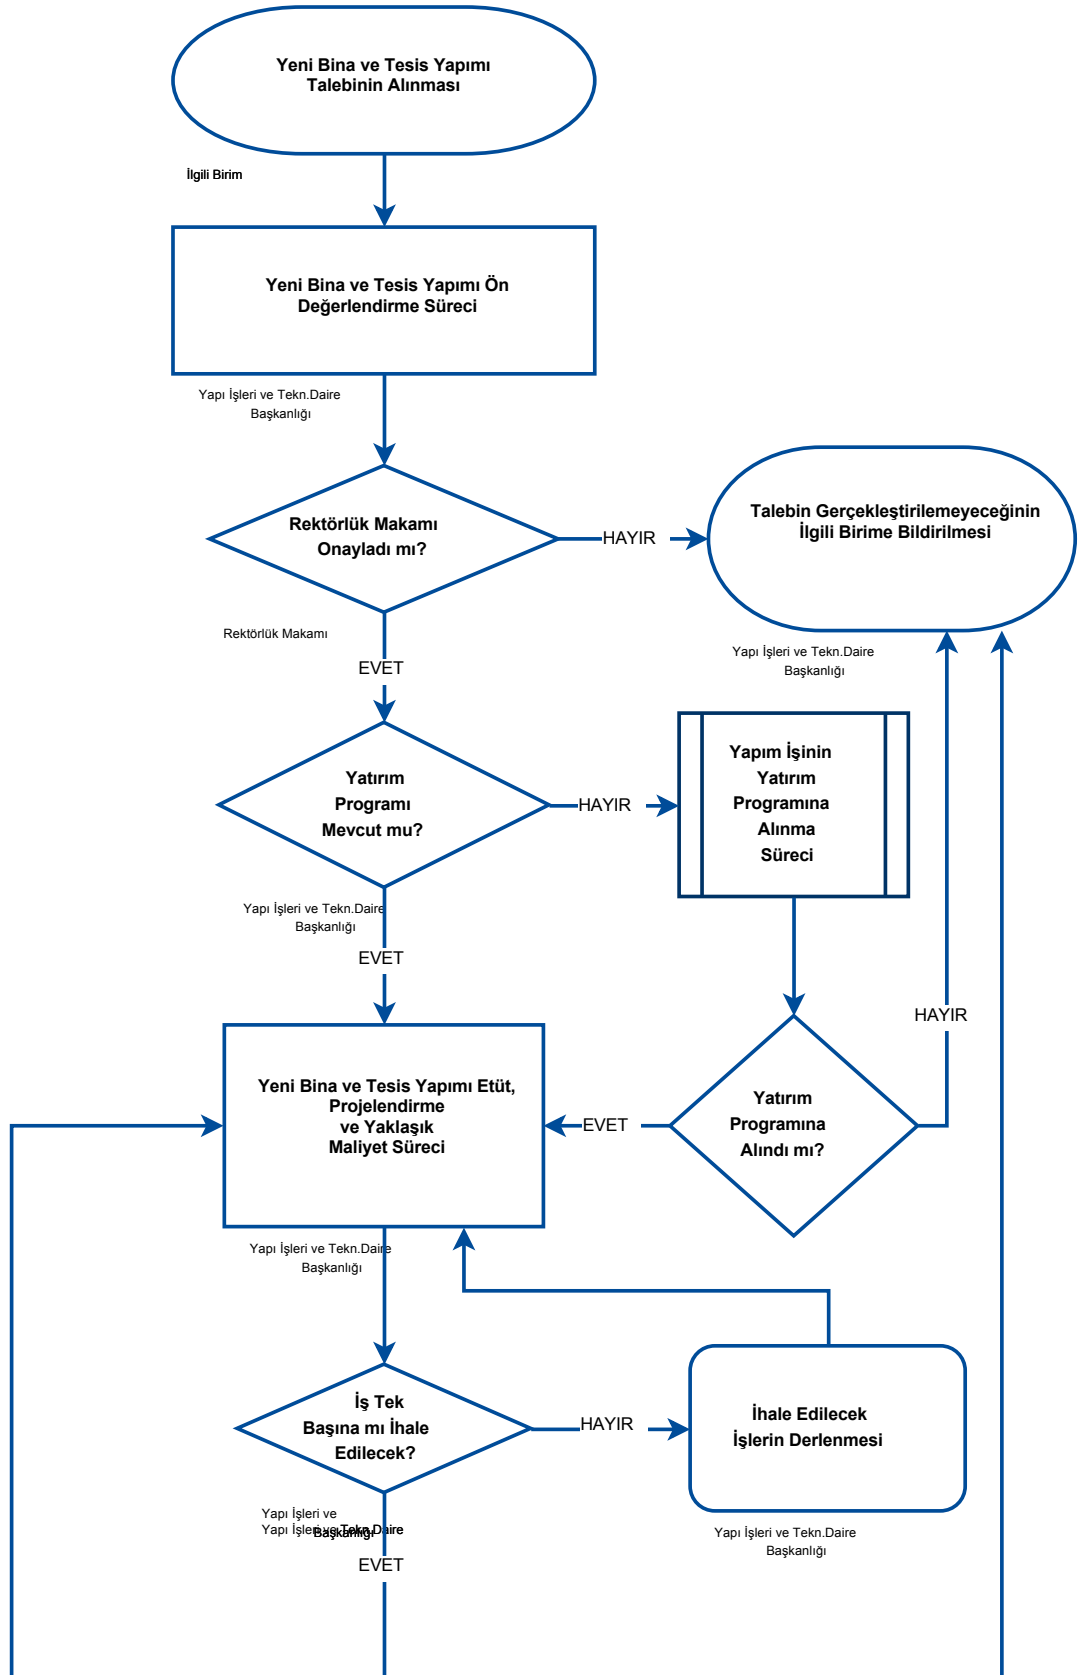 Yeni Bina ve Tesis Yapımı
Talebinin Alınması
İlgili Birim
Yeni Bina ve Tesis Yapımı Ön
Değerlendirme Süreci
Yapı İşleri ve Tekn.Daire
Başkanlığı
Rektörlük Makamı
Onayladı mı?
HAYIR
Talebin Gerçekleştirilemeyeceğinin
İlgili Birime Bildirilmesi
Rektörlük Makamı
Yapı İşleri ve Tekn.Daire
Başkanlığı
EVET
Yatırım
Programı
Mevcut mu?
HAYIR
Yapım İşinin
Yatırım
Programına
Alınma
Süreci
Yapı İşleri ve Tekn.Daire
Başkanlığı
EVET
HAYIR
Yeni Bina ve Tesis Yapımı Etüt,
Projelendirme
ve Yaklaşık
Maliyet Süreci
EVET
Yatırım
Programına
Alındı mı?
Yapı İşleri ve Tekn.Daire
Başkanlığı
İş Tek
Başına mı İhale
Edilecek?
HAYIR
İhale Edilecek
İşlerin Derlenmesi
Yapı İşleri ve
Yapı İşleri ve Tekn.Daire
Başkanlığı
Yapı İşleri ve Tekn.Daire
Başkanlığı
EVET